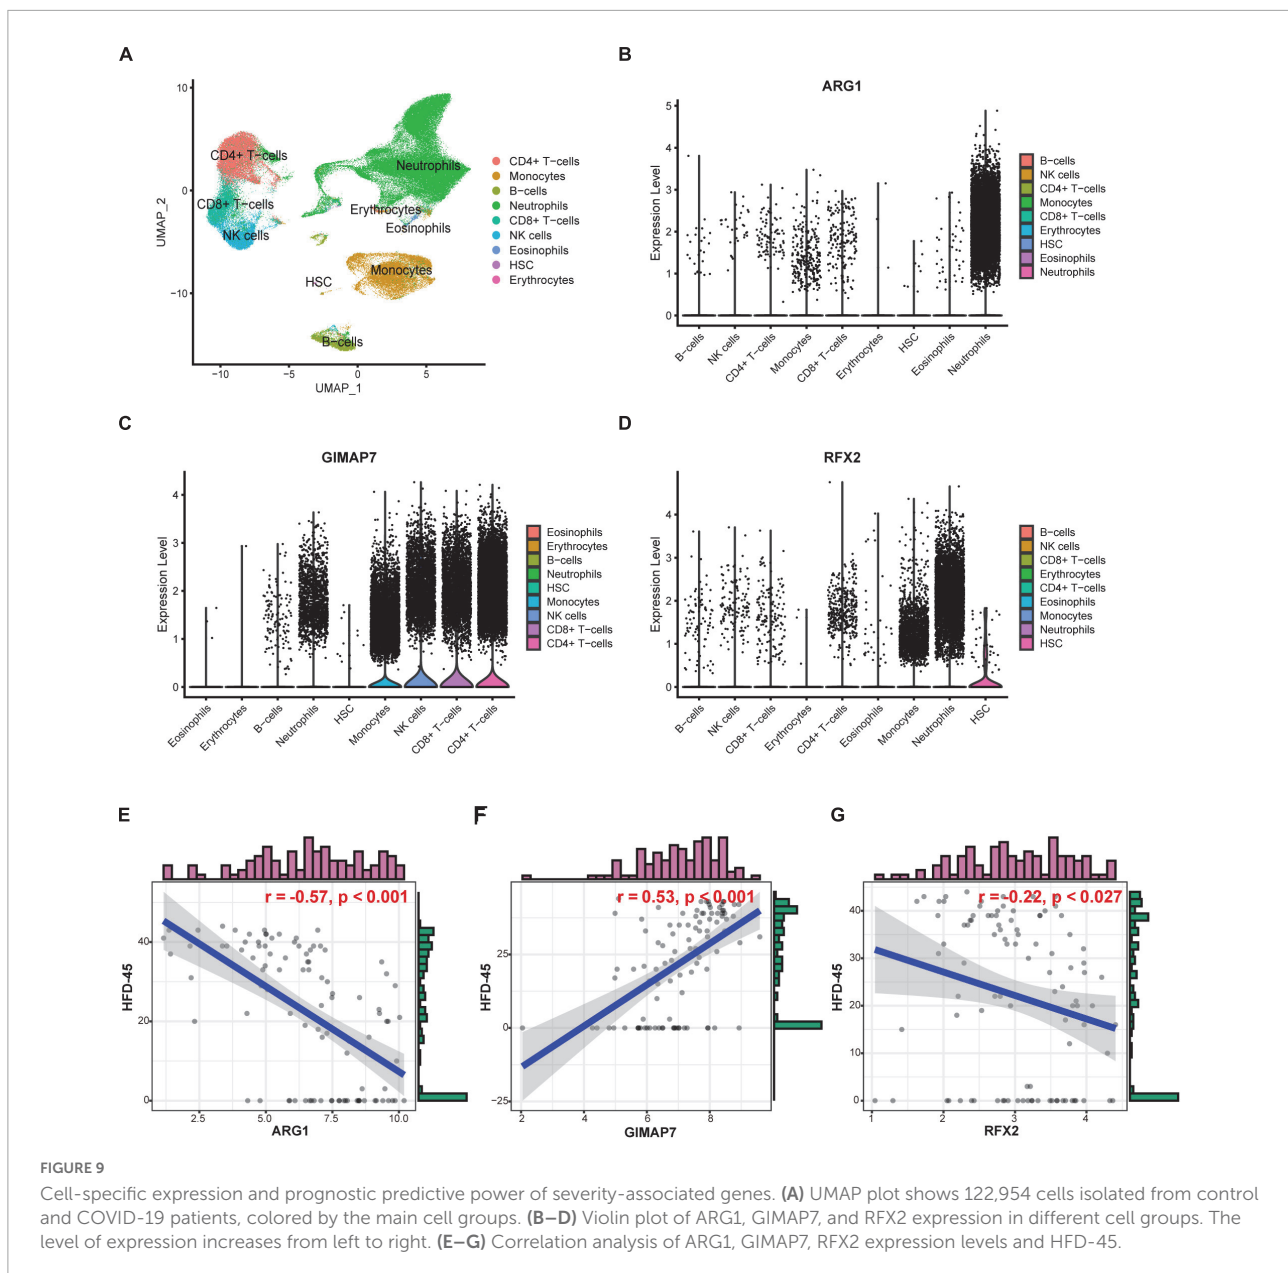 A
10
0
−10
UMAP_2
−10
−5
0
5
UMAP_1
CD4+ T−cells
CD8+ T−cells
NK cells
Neutrophils
Erythrocytes
Eosinophils
HSC
Monocytes
B−cells
CD4+ T−cells
Monocytes
B−cells
Neutrophils
CD8+ T−cells
NK cells
Eosinophils
HSC
Erythrocytes
B
ARG1
Expression Level
5
4
3
2
1
0
B−cells
NK cells
CD4+ T−cells
Monocytes
CD8+ T−cells
Erythrocytes
HSC
Eosinophils
Neutrophils
B−cells
NK cells
CD4+ T−cells
Monocytes
CD8+ T−cells
Erythrocytes
HSC
Eosinophils
Neutrophils
C
GIMAP7
Expression Level
4
3
2
1
0
Eosinophils
Erythrocytes
B−cells
Neutrophils
HSC
Monocytes
NK cells
CD8+ T−cells
CD4+ T−cells
Eosinophils
Erythrocytes
B−cells
Neutrophils
HSC
Monocytes
NK cells
CD8+ T−cells
CD4+ T−cells
D
RFX2
Expression Level
4
3
2
1
0
B−cells
NK cells
CD8+ T−cells
Erythrocytes
CD4+ T−cells
Eosinophils
Monocytes
Neutrophils
HSC
B−cells
NK cells
CD8+ T−cells
Erythrocytes
CD4+ T−cells
Eosinophils
Monocytes
Neutrophils
HSC
E
r = -0.57, p < 0.001
HFD-45
40
20
0
2.5
5.0
7.5
10.0
ARG1
F
r = 0.53, p < 0.001
HFD-45
25
0
−25
2
4
6
8
GIMAP7
G
r = -0.22, p < 0.027
HFD-45
40
30
20
10
0
1
2
3
4
RFX2
FIGURE 9
Cell-specific expression and prognostic predictive power of severity-associated genes. (A) UMAP plot shows 122,954 cells isolated from control
and COVID-19 patients, colored by the main cell groups. (B–D) Violin plot of ARG1, GIMAP7, and RFX2 expression in different cell groups. The
level of expression increases from left to right. (E–G) Correlation analysis of ARG1, GIMAP7, RFX2 expression levels and HFD-45.